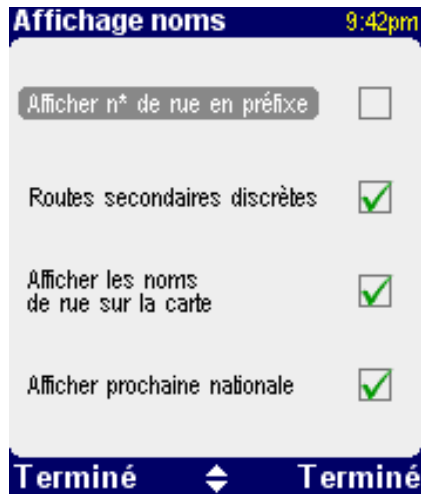 Affichage noms 9:42pm
Afficher n* de rue en préfixe
Routes secondaires discrètes
Afficher les noms
de rue sur la carte
Afficher prochaine nationale
Terminé Terminé